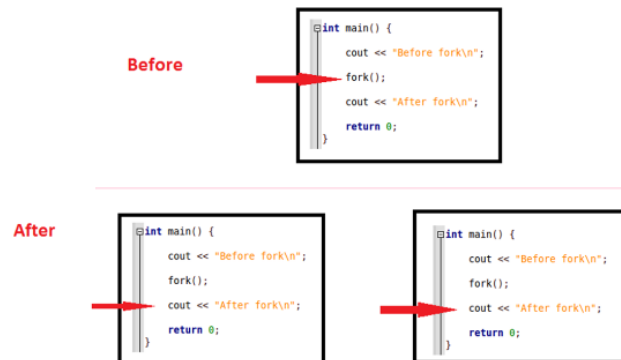 Before
int main() {
cout << "Before fork\n";
fork();
cout << "After fork\n";
return 0;
}
After
int main() {
cout << "Before fork\n";
fork();
cout << "After fork\n";
return 0;
}
int main() {
cout << "Before fork\n";
fork();
cout << "After fork\n";
return 0;
}